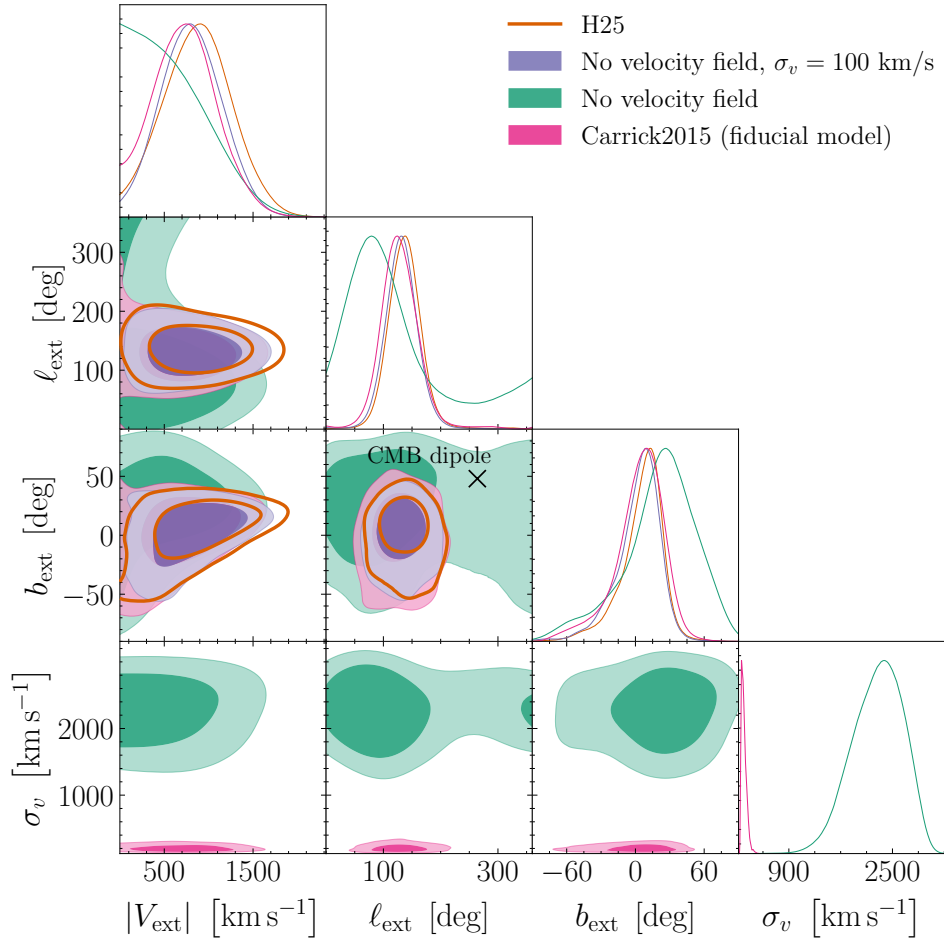 H25
No velocity field, σ_v = 100 km/s
No velocity field
Carrick2015 (fiducial model)
300
200
100
ℓ_ext [deg]
CMB dipole
50
0
−50
b_ext [deg]
2000
1000
σ_v [km s⁻¹]
500 1500 100 300 −60 0 60 900 2500
|V_ext| [km s⁻¹] ℓ_ext [deg] b_ext [deg] σ_v